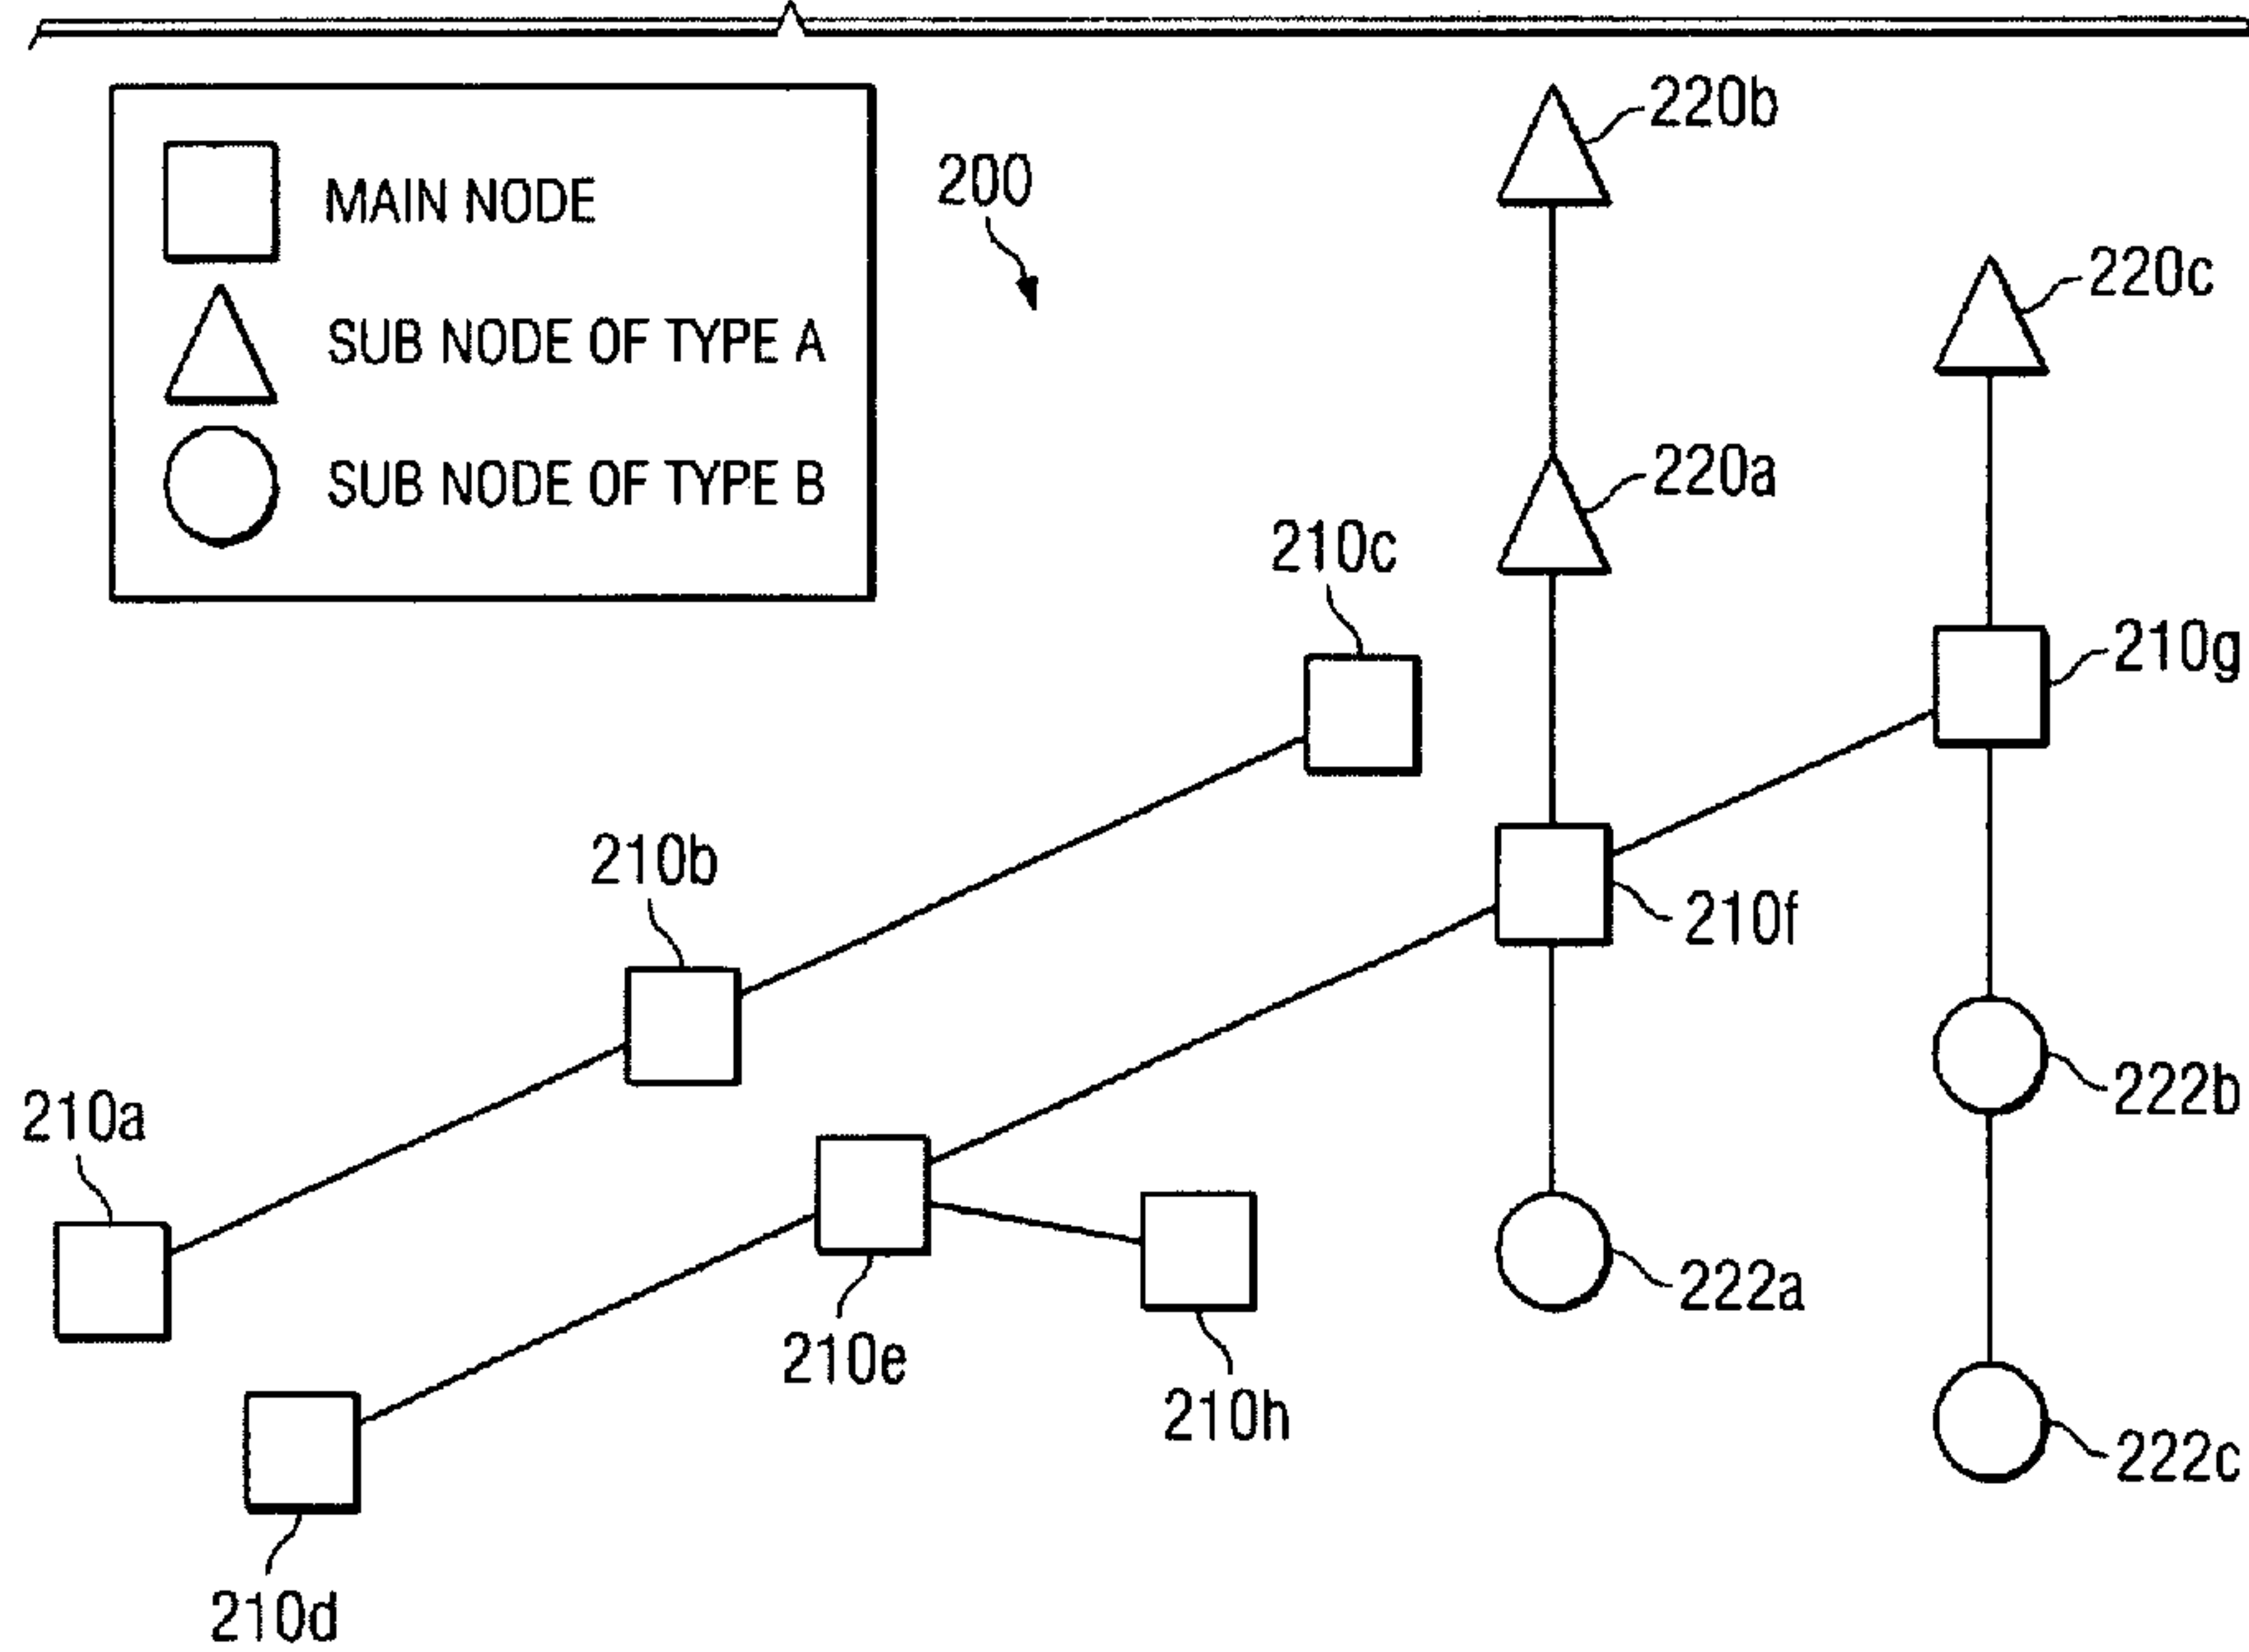 MAIN NODE
SUB NODE OF TYPE A
SUB NODE OF TYPE B
200
220b
220c
220a
210c
210g
210b
210f
210a
222b
222a
210e
210h
222c
210d